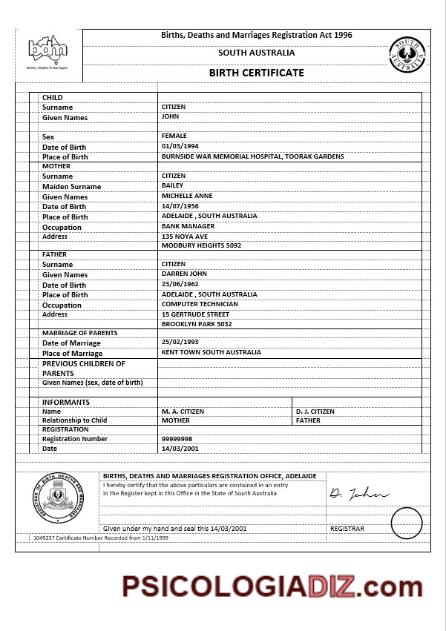 Births, Deaths and Marriages Registration Act 1996
SOUTH AUSTRALIA
BIRTH CERTIFICATE
bdm
Births, Deaths & Marriages
SOUTH AUSTRALIA
CHILD
Surname CITIZEN
Given Names JOHN
Sex FEMALE
Date of Birth 01/05/1994
Place of Birth BURNSIDE WAR MEMORIAL HOSPITAL, TOORAK GARDENS
MOTHER
Surname CITIZEN
Maiden Surname BAILEY
Given Names MICHELLE ANNE
Date of Birth 14/07/1956
Place of Birth ADELAIDE , SOUTH AUSTRALIA
Occupation BANK MANAGER
Address 135 NOYA AVE
MODBURY HEIGHTS 5092
FATHER
Surname CITIZEN
Given Names DARREN JOHN
Date of Birth 23/06/1962
Place of Birth ADELAIDE , SOUTH AUSTRALIA
Occupation COMPUTER TECHNICIAN
Address 15 GERTRUDE STREET
BROOKLYN PARK 5032
MARRIAGE OF PARENTS
Date of Marriage 25/02/1993
Place of Marriage KENT TOWN SOUTH AUSTRALIA
PREVIOUS CHILDREN OF
PARENTS
Given Names (sex, date of birth)
INFORMANTS
Name M. A. CITIZEN D. J. CITIZEN
Relationship to Child MOTHER FATHER
REGISTRATION
Registration Number 9999999B
Date 14/03/2001
BIRTHS, DEATHS AND MARRIAGES REGISTRATION OFFICE, ADELAIDE
I hereby certify that the above particulars are contained in an entry
in the Register kept in this Office in the State of South Australia
D. John
Given under my hand and seal this 14/03/2001 REGISTRAR
1049237 Certificate Number Recorded from 1/11/1999
PSICOLOGIADIZ.com